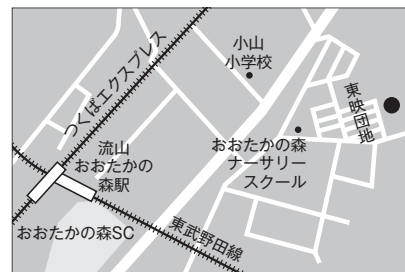 つくばエクスプレス
小山
小学校
東映団地
おおたかの森
ナーサリー
スクール
流山
おおたかの
森駅
おおたかの森SC
東武野田線